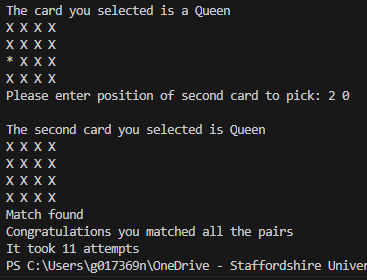 The card you selected is a Queen
X X X X
X X X X
* X X X
X X X X
Please enter position of second card to pick: 2 0

The second card you selected is Queen
X X X X
X X X X
X X X X
X X X X
Match found
Congratulations you matched all the pairs
It took 11 attempts
PS C:\Users\g017369n\OneDrive - Staffordshire Univer